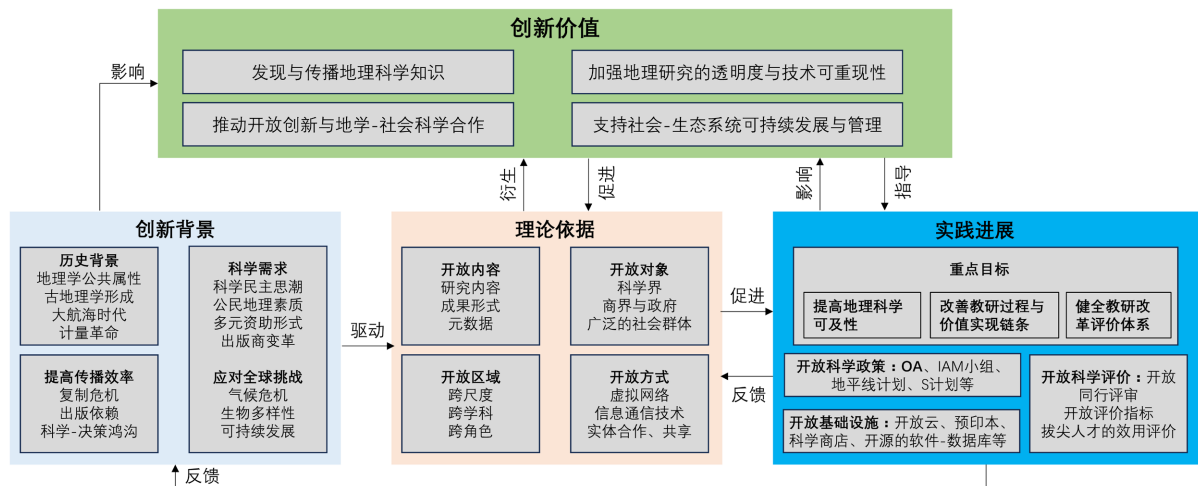 创新价值
发现与传播地理科学知识
加强地理研究的透明度与技术可重现性
推动开放创新与地学-社会科学合作
支持社会-生态系统可持续发展与管理
影响
衍生
促进
影响
指导
创新背景
历史背景
地理学公共属性
古地理学形成
大航海时代
计量革命
科学需求
科学民主思潮
公民地理素质
多元资助形式
出版商变革
提高传播效率
复制危机
出版依赖
科学-决策鸿沟
应对全球挑战
气候危机
生物多样性
可持续发展
驱动
理论依据
开放内容
研究内容
成果形式
元数据
开放对象
科学界
商界与政府
广泛的社会群体
开放区域
跨尺度
跨学科
跨角色
开放方式
虚拟网络
信息通信技术
实体合作、共享
促进
反馈
实践进展
重点目标
提高地理科学
可及性
改善教研过程与
价值实现链条
健全教研改
革评价体系
开放科学政策：OA、IAM小组、
地平线计划、S计划等
开放基础设施：开放云、预印本、
科学商店、开源的软件-数据库等
开放科学评价：开放
同行评审
开放评价指标
拔尖人才的效用评价
反馈